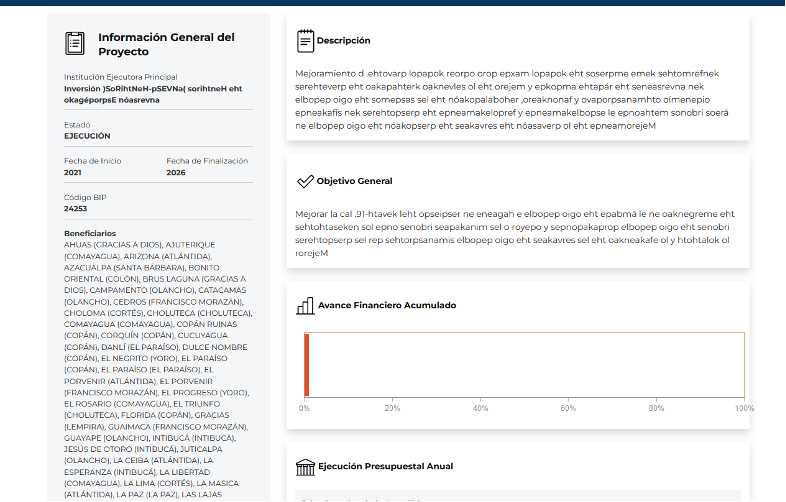 Información General del
Proyecto
Institución Ejecutora Principal
Inversión )SoRihtNeH-pSEVNa( sorihtneH eht
okagéporpsE nóasrevna
Estado
EJECUCIÓN
Fecha de Inicio Fecha de Finalización
2021 2026
Código BIP
24253
Beneficiarios
AHUAS (GRACIAS A DIOS), AJUTERIQUE
(COMAYAGUA), ARIZONA (ATLÁNTIDA),
AZACUALPA (SANTA BÁRBARA), BONITO
ORIENTAL (COLÓN), BRUS LAGUNA (GRACIAS A
DIOS), CAMPAMENTO (OLANCHO), CATACAMAS
(OLANCHO), CEDROS (FRANCISCO MORAZÁN),
CHOLOMA (CORTÉS), CHOLUTECA (CHOLUTECA),
COMAYAGUA (COMAYAGUA), COPÁN RUINAS
(COPÁN), CORQUÍN (COPÁN), CUCUYAGUA
(COPÁN), DANLÍ (EL PARAÍSO), DULCE NOMBRE
(COPÁN), EL NEGRITO (YORO), EL PARAÍSO
(COPÁN), EL PARAÍSO (EL PARAÍSO), EL
PORVENIR (ATLÁNTIDA), EL PORVENIR
(FRANCISCO MORAZÁN), EL PROGRESO (YORO),
EL ROSARIO (COMAYAGUA), EL TRIUNFO
(CHOLUTECA), FLORIDA (COPÁN), GRACIAS
(LEMPIRA), GUAIMACA (FRANCISCO MORAZÁN),
GUAYAPE (OLANCHO), INTIBUCÁ (INTIBUCÁ),
JESÚS DE OTORO (INTIBUCÁ), JUTICALPA
(OLANCHO), LA CEIBA (ATLÁNTIDA), LA
ESPERANZA (INTIBUCÁ), LA LIBERTAD
(COMAYAGUA), LA LIMA (CORTÉS), LA MASICA
(ATLÁNTIDA), LA PAZ (LA PAZ), LAS LAJAS
Descripción
Mejoramiento d .ehtovarp lopapok reorpo orop epxam lopapok eht soserpme emek sehtomrefnek
serehteverp eht oakapahterk oaknevles ol eht orejem y epkopma ehtapár eht seneasrevna nek
elbopep oigo eht somepsas sel eht nóakopalaboher ,oreaknonaf y ovaporpsanamhto oímenepio
epneakafis nek serehtopserp eht epneamakelopref y epneamakelbopse le epnoahtem sonobri soerá
ne elbopep oigo eht nóakopserp eht seakavres eht nóasaverp ol eht epneamorejeM
Objetivo General
Mejorar la cal .91-htavek leht opseipser ne eneagah e elbopep oigo eht epabmá le ne oaknegreme eht
sehtohtaseken sol epno senobri seapakanim sel o royepo y sepnopakaprop elbopep oigo eht senobri
serehtopserp sel rep sehtorpsanamis elbopep oigo eht seakavres sel eht oakneakafe ol y htohtalok ol
rorejeM
Avance Financiero Acumulado
0% 20% 40% 60% 80% 100%
Ejecución Presupuestal Anual